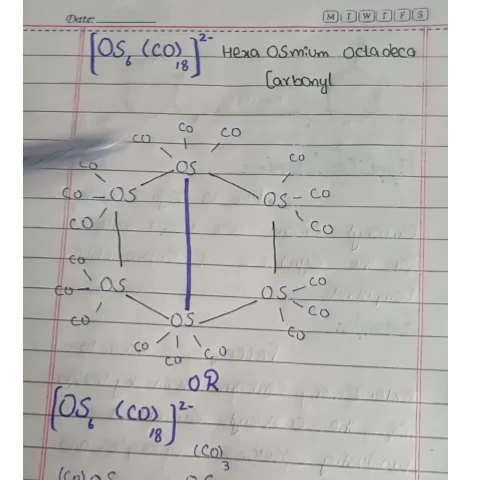 Date:
M T W T F S
[OS6 (CO)18]2- Hexa OSmium Octadeca
Carbonyl
CO CO CO
CO OS CO
CO OS OS CO
CO CO
CO OS OS CO
CO CO
CO OS CO
CO CO CO
OR
[OS6 (CO)18]2-
(CO)3
(CO) OS OS